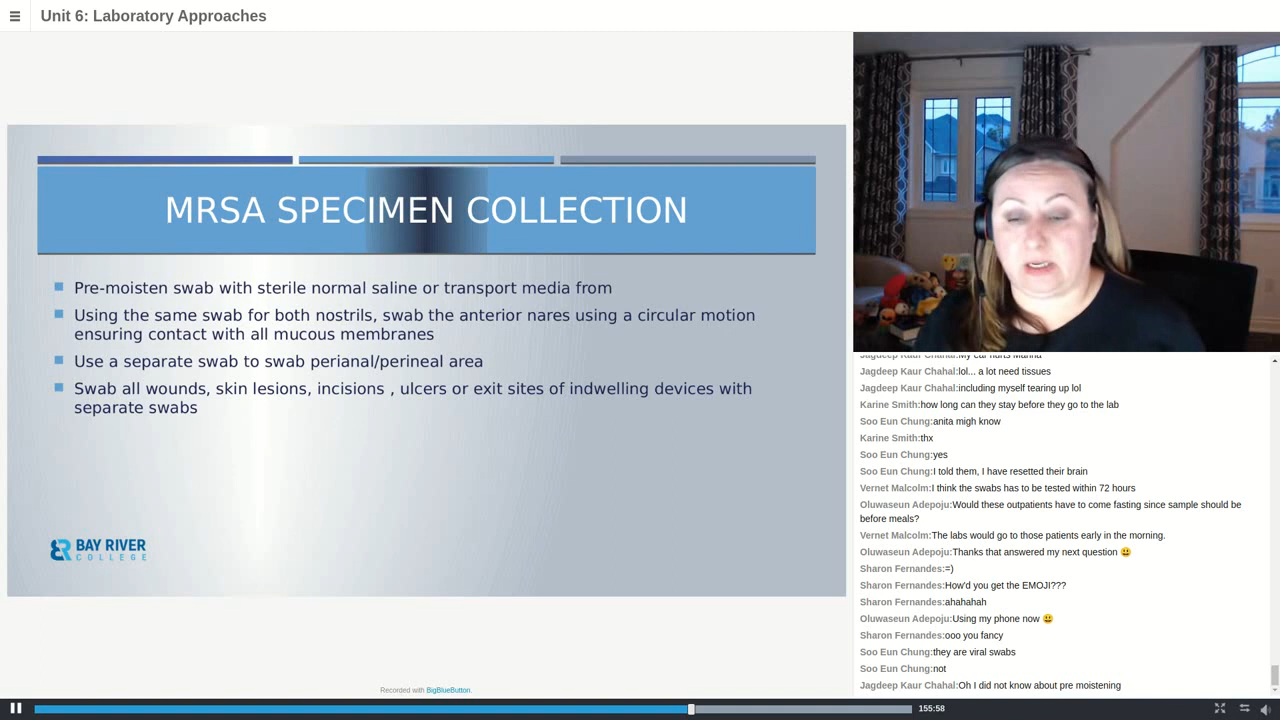 Unit 6: Laboratory Approaches
MRSA SPECIMEN COLLECTION
Pre-moisten swab with sterile normal saline or transport media from
Using the same swab for both nostrils, swab the anterior nares using a circular motion
ensuring contact with all mucous membranes
Use a separate swab to swab perianal/perineal area
Swab all wounds, skin lesions, incisions , ulcers or exit sites of indwelling devices with
separate swabs
BAY RIVER
COLLEGE
Recorded with BigBlueButton.
Jagdeep Kaur Chahal:My ear hurts Marina
Jagdeep Kaur Chahal:lol... a lot need tissues
Jagdeep Kaur Chahal:including myself tearing up lol
Karine Smith:how long can they stay before they go to the lab
Soo Eun Chung:anita migh know
Karine Smith:thx
Soo Eun Chung:yes
Soo Eun Chung:I told them, I have resetted their brain
Vernet Malcolm:I think the swabs has to be tested within 72 hours
Oluwaseun Adepoju:Would these outpatients have to come fasting since sample should be
before meals?
Vernet Malcolm:The labs would go to those patients early in the morning.
Oluwaseun Adepoju:Thanks that answered my next question 😃
Sharon Fernandes:=)
Sharon Fernandes:How'd you get the EMOJI???
Sharon Fernandes:ahahahah
Oluwaseun Adepoju:Using my phone now 😃
Sharon Fernandes:ooo you fancy
Soo Eun Chung:they are viral swabs
Soo Eun Chung:not
Jagdeep Kaur Chahal:Oh I did not know about pre moistening
155:58